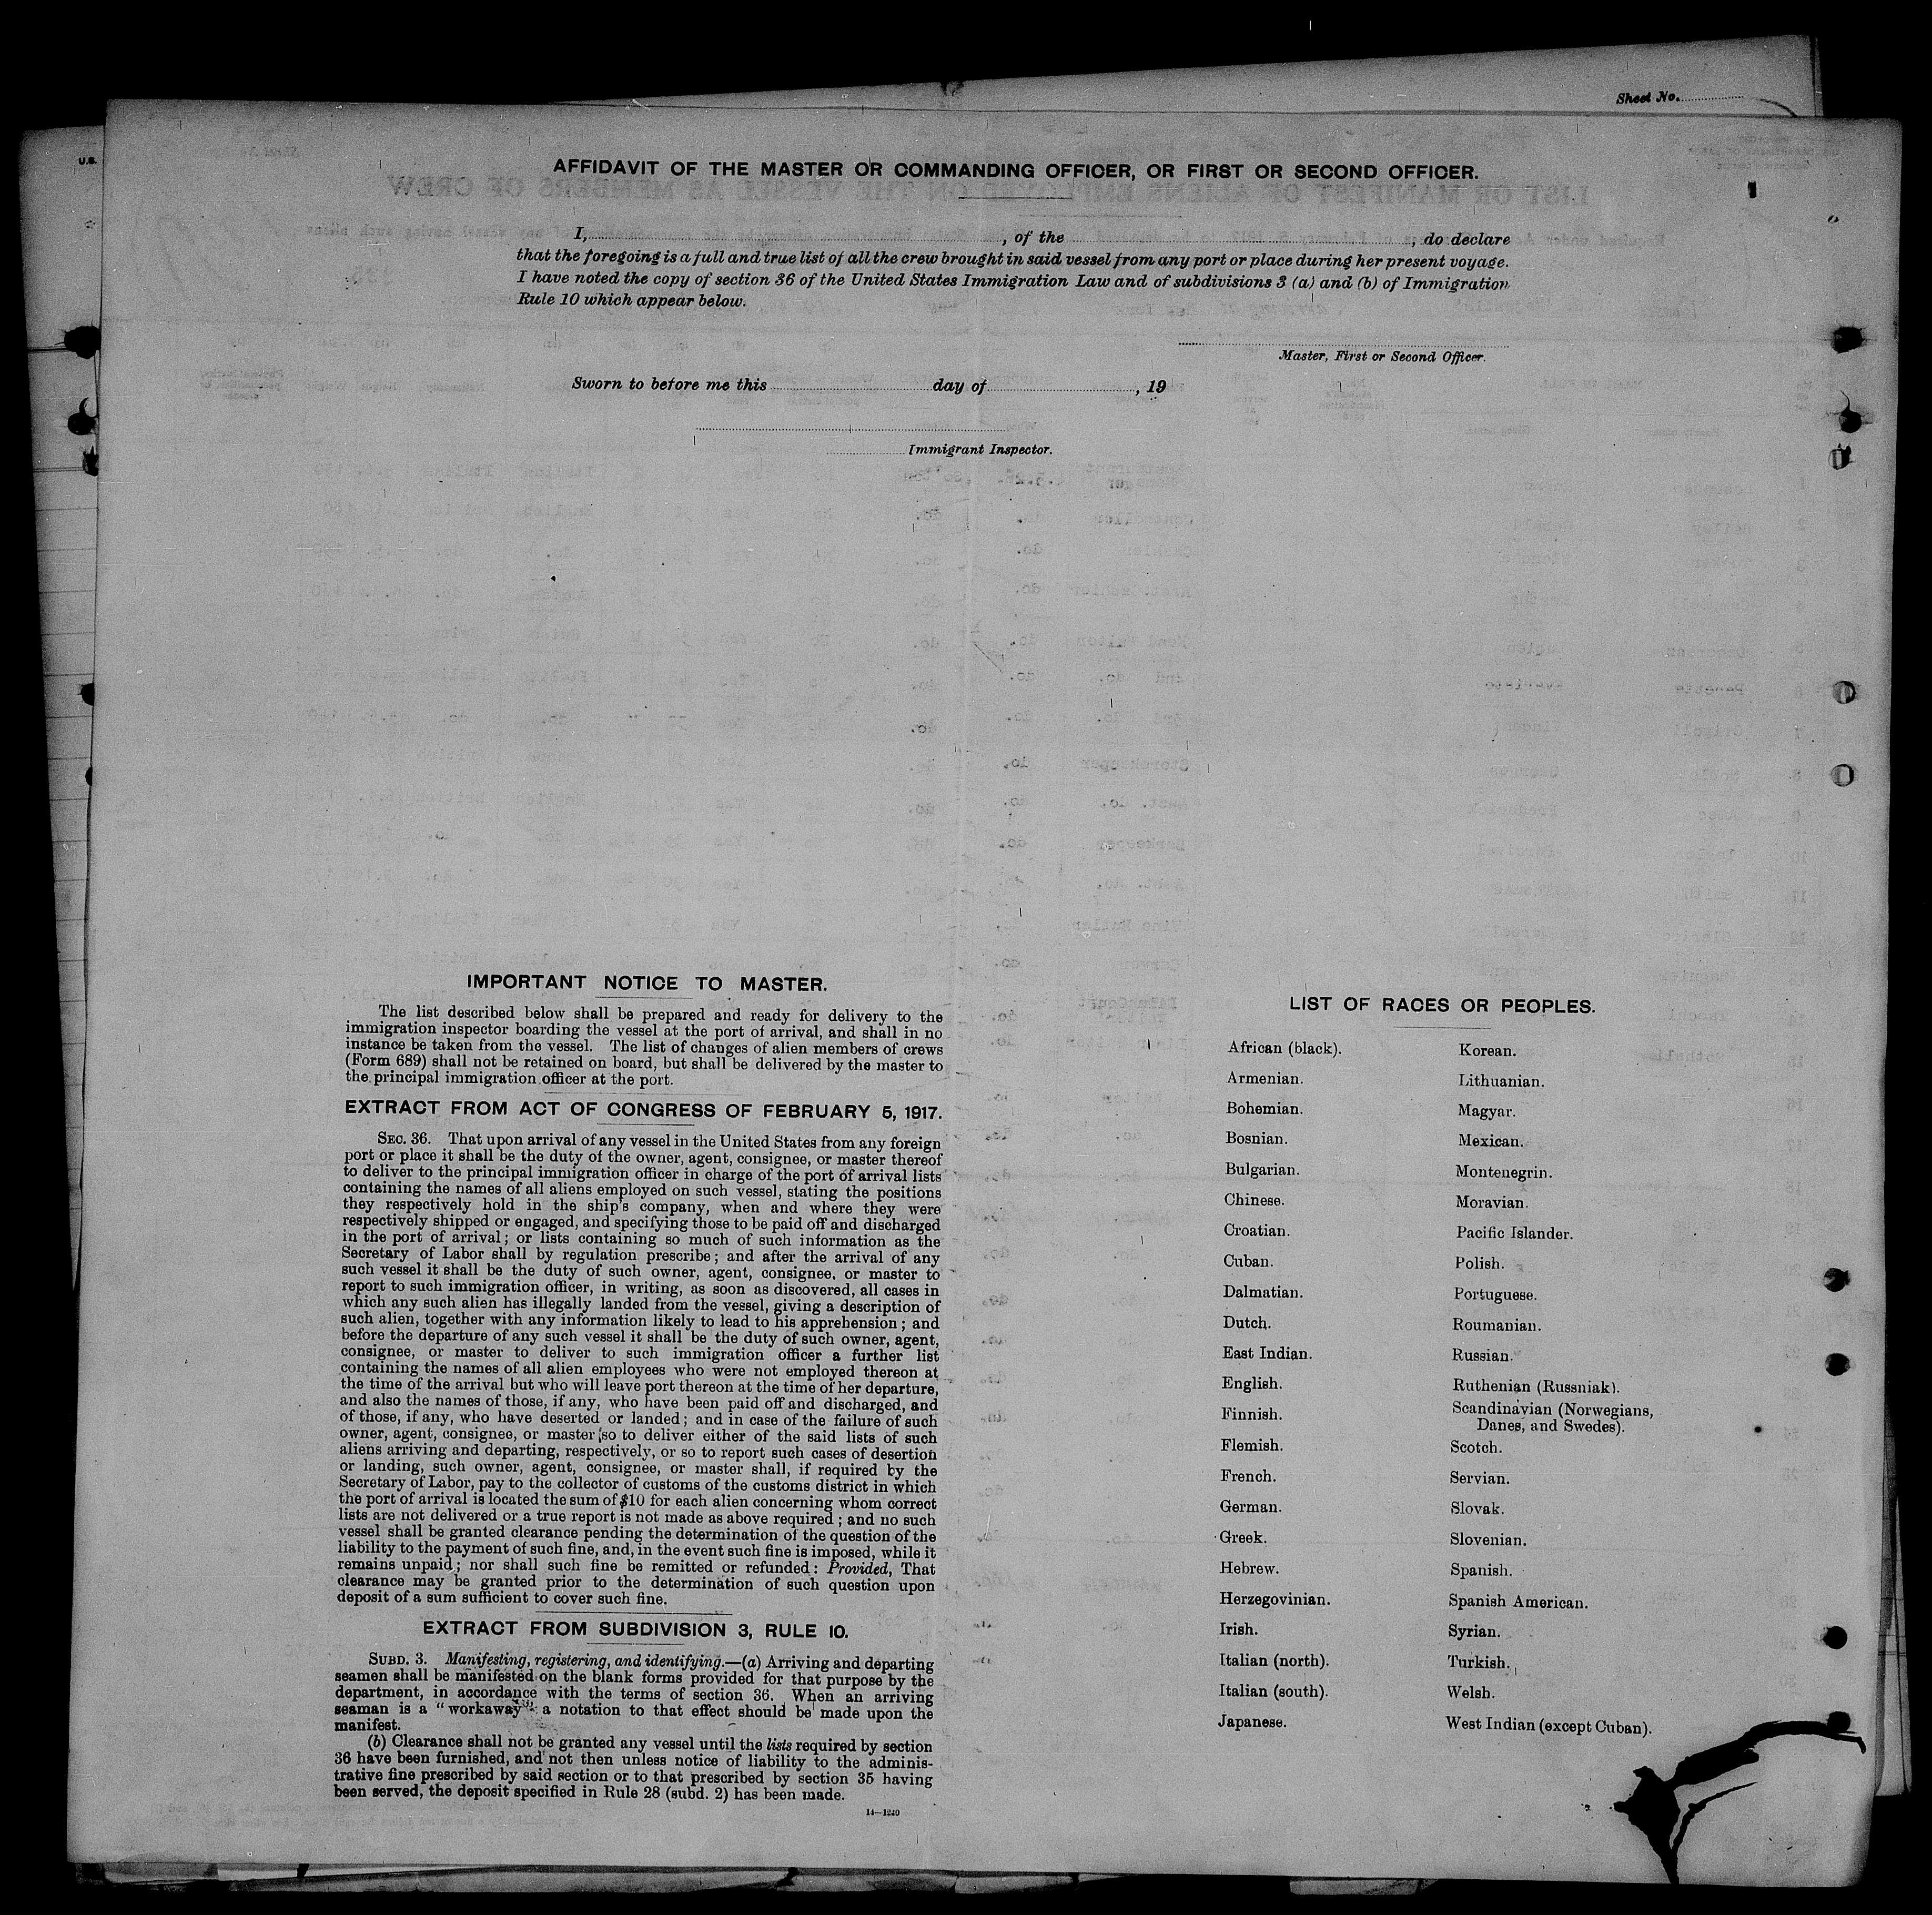 Sheet No.
U.S.
AFFIDAVIT OF THE MASTER OR COMMANDING OFFICER, OR FIRST OR SECOND OFFICER.
I, , of the , do declare
that the foregoing is a full and true list of all the crew brought in said vessel from any port or place during her present voyage.
I have noted the copy of section 36 of the United States Immigration Law and of subdivisions 3 (a) and (b) of Immigration
Rule 10 which appear below.
Master, First or Second Officer.
Sworn to before me this day of , 19
Immigrant Inspector.
IMPORTANT NOTICE TO MASTER.
The list described below shall be prepared and ready for delivery to the
immigration inspector boarding the vessel at the port of arrival, and shall in no
instance be taken from the vessel. The list of changes of alien members of crews
(Form 689) shall not be retained on board, but shall be delivered by the master to
the principal immigration officer at the port.
EXTRACT FROM ACT OF CONGRESS OF FEBRUARY 5, 1917.
SEC. 36. That upon arrival of any vessel in the United States from any foreign
port or place it shall be the duty of the owner, agent, consignee, or master thereof
to deliver to the principal immigration officer in charge of the port of arrival lists
containing the names of all aliens employed on such vessel, stating the positions
they respectively hold in the ship's company, when and where they were
respectively shipped or engaged, and specifying those to be paid off and discharged
in the port of arrival; or lists containing so much of such information as the
Secretary of Labor shall by regulation prescribe; and after the arrival of any
such vessel it shall be the duty of such owner, agent, consignee, or master to
report to such immigration officer, in writing, as soon as discovered, all cases in
which any such alien has illegally landed from the vessel, giving a description of
such alien, together with any information likely to lead to his apprehension; and
before the departure of any such vessel it shall be the duty of such owner, agent,
consignee, or master to deliver to such immigration officer a further list
containing the names of all alien employees who were not employed thereon at
the time of the arrival but who will leave port thereon at the time of her departure,
and also the names of those, if any, who have been paid off and discharged, and
of those, if any, who have deserted or landed; and in case of the failure of such
owner, agent, consignee, or master so to deliver either of the said lists of such
aliens arriving and departing, respectively, or so to report such cases of desertion
or landing, such owner, agent, consignee, or master shall, if required by the
Secretary of Labor, pay to the collector of customs of the customs district in which
the port of arrival is located the sum of $10 for each alien concerning whom correct
lists are not delivered or a true report is not made as above required; and no such
vessel shall be granted clearance pending the determination of the question of the
liability to the payment of such fine, and, in the event such fine is imposed, while it
remains unpaid; nor shall such fine be remitted or refunded: Provided, That
clearance may be granted prior to the determination of such question upon
deposit of a sum sufficient to cover such fine.
EXTRACT FROM SUBDIVISION 3, RULE 10.
SUBD. 3. Manifesting, registering, and identifying.—(a) Arriving and departing
seamen shall be manifested on the blank forms provided for that purpose by the
department, in accordance with the terms of section 36. When an arriving
seaman is a "workaway" a notation to that effect should be made upon the
manifest.
(b) Clearance shall not be granted any vessel until the lists required by section
36 have been furnished, and not then unless notice of liability to the adminis-
trative fine prescribed by said section or to that prescribed by section 35 having
been served, the deposit specified in Rule 28 (subd. 2) has been made.
14—1240
LIST OF RACES OR PEOPLES.
African (black).
Armenian.
Bohemian.
Bosnian.
Bulgarian.
Chinese.
Croatian.
Cuban.
Dalmatian.
Dutch.
East Indian.
English.
Finnish.
Flemish.
French.
German.
Greek.
Hebrew.
Herzegovinian.
Irish.
Italian (north).
Italian (south).
Japanese.
Korean.
Lithuanian.
Magyar.
Mexican.
Montenegrin.
Moravian.
Pacific Islander.
Polish.
Portuguese.
Roumanian.
Russian.
Ruthenian (Russniak).
Scandinavian (Norwegians,
Danes, and Swedes).
Scotch.
Servian.
Slovak.
Slovenian.
Spanish.
Spanish American.
Syrian.
Turkish.
Welsh.
West Indian (except Cuban).